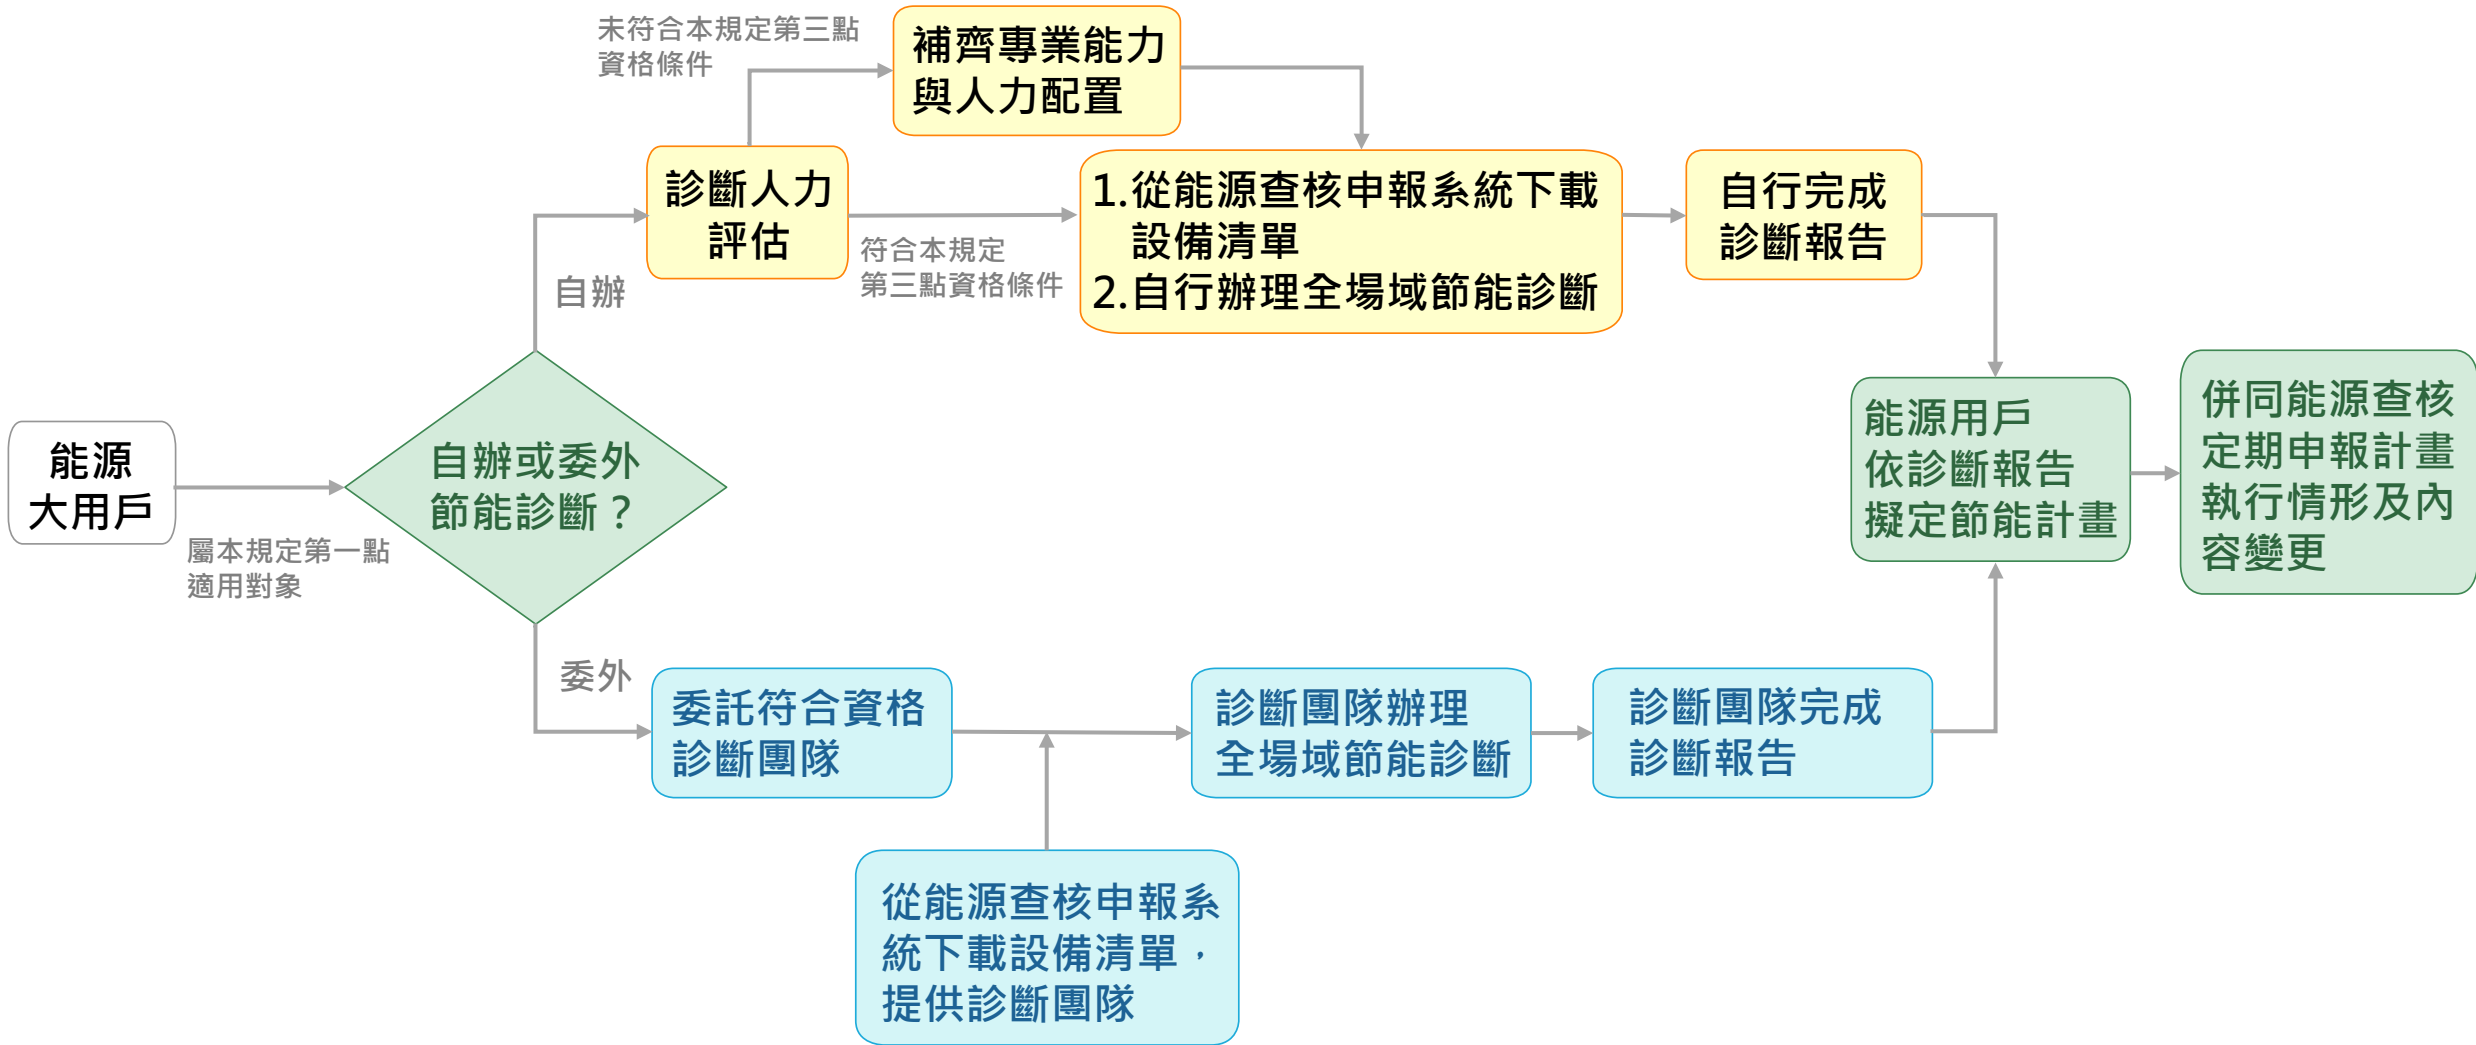 未符合本規定第三點
資格條件
補齊專業能力
與人力配置
診斷人力
評估
符合本規定
第三點資格條件
1.從能源查核申報系統下載
設備清單
2.自行辦理全場域節能診斷
自行完成
診斷報告
自辦
能源
大用戶
屬本規定第一點
適用對象
自辦或委外
節能診斷？
能源用戶
依診斷報告
擬定節能計畫
併同能源查核
定期申報計畫
執行情形及內
容變更
委外
委託符合資格
診斷團隊
診斷團隊辦理
全場域節能診斷
診斷團隊完成
診斷報告
從能源查核申報系
統下載設備清單，
提供診斷團隊